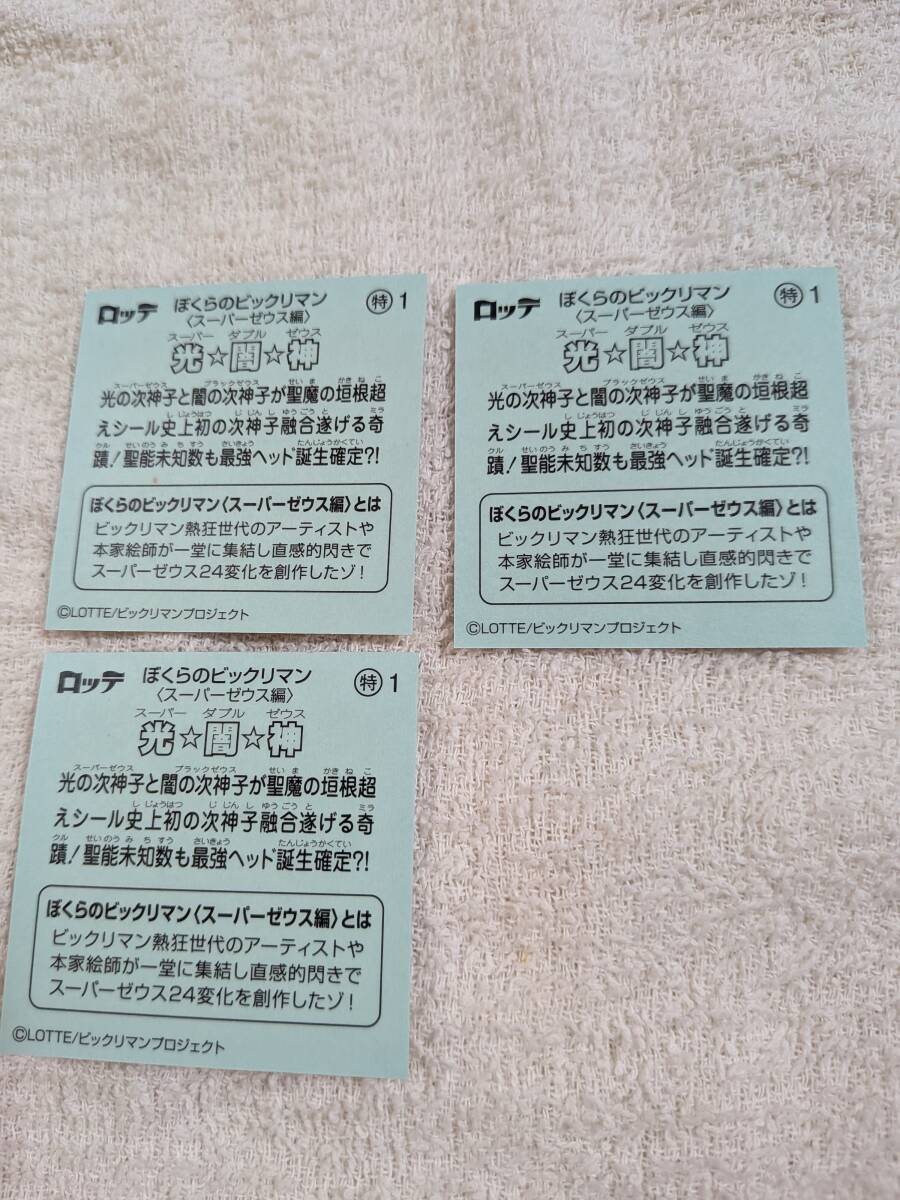 ロッテ ぼくらのビックリマン 特 1
〈スーパーゼウス編〉
スーパー ダブル ゼウス
光☆闇☆神
スーパーゼウス ブラックゼウス せいま かきねこ
光の次神子と闇の次神子が聖魔の垣根超
しじょうはつ じじんしゆうごうと ミラ
えシール史上初の次神子融合遂げる奇
クル せいのうみちすう さいきょう たんじょうかくてい
蹟!聖能未知数も最強ヘッド誕生確定?!
ぼくらのビックリマン〈スーパーゼウス編〉とは
ビックリマン熱狂世代のアーティストや
本家絵師が一堂に集結し直感的閃きで
スーパーゼウス24変化を創作したゾ!
©LOTTE/ビックリマンプロジェクト
ロッテ ぼくらのビックリマン 特 1
〈スーパーゼウス編〉
スーパー ダブル ゼウス
光☆闇☆神
スーパーゼウス ブラックゼウス せいま かきねこ
光の次神子と闇の次神子が聖魔の垣根超
しじょうはつ じじんしゆうごうと ミラ
えシール史上初の次神子融合遂げる奇
クル せいのうみちすう さいきょう たんじょうかくてい
蹟!聖能未知数も最強ヘッド誕生確定?!
ぼくらのビックリマン〈スーパーゼウス編〉とは
ビックリマン熱狂世代のアーティストや
本家絵師が一堂に集結し直感的閃きで
スーパーゼウス24変化を創作したゾ!
©LOTTE/ビックリマンプロジェクト
ロッテ ぼくらのビックリマン 特 1
〈スーパーゼウス編〉
スーパー ダブル ゼウス
光☆闇☆神
スーパーゼウス ブラックゼウス せいま かきねこ
光の次神子と闇の次神子が聖魔の垣根超
しじょうはつ じじんしゆうごうと ミラ
えシール史上初の次神子融合遂げる奇
クル せいのうみちすう さいきょう たんじょうかくてい
蹟!聖能未知数も最強ヘッド誕生確定?!
ぼくらのビックリマン〈スーパーゼウス編〉とは
ビックリマン熱狂世代のアーティストや
本家絵師が一堂に集結し直感的閃きで
スーパーゼウス24変化を創作したゾ!
©LOTTE/ビックリマンプロジェクト